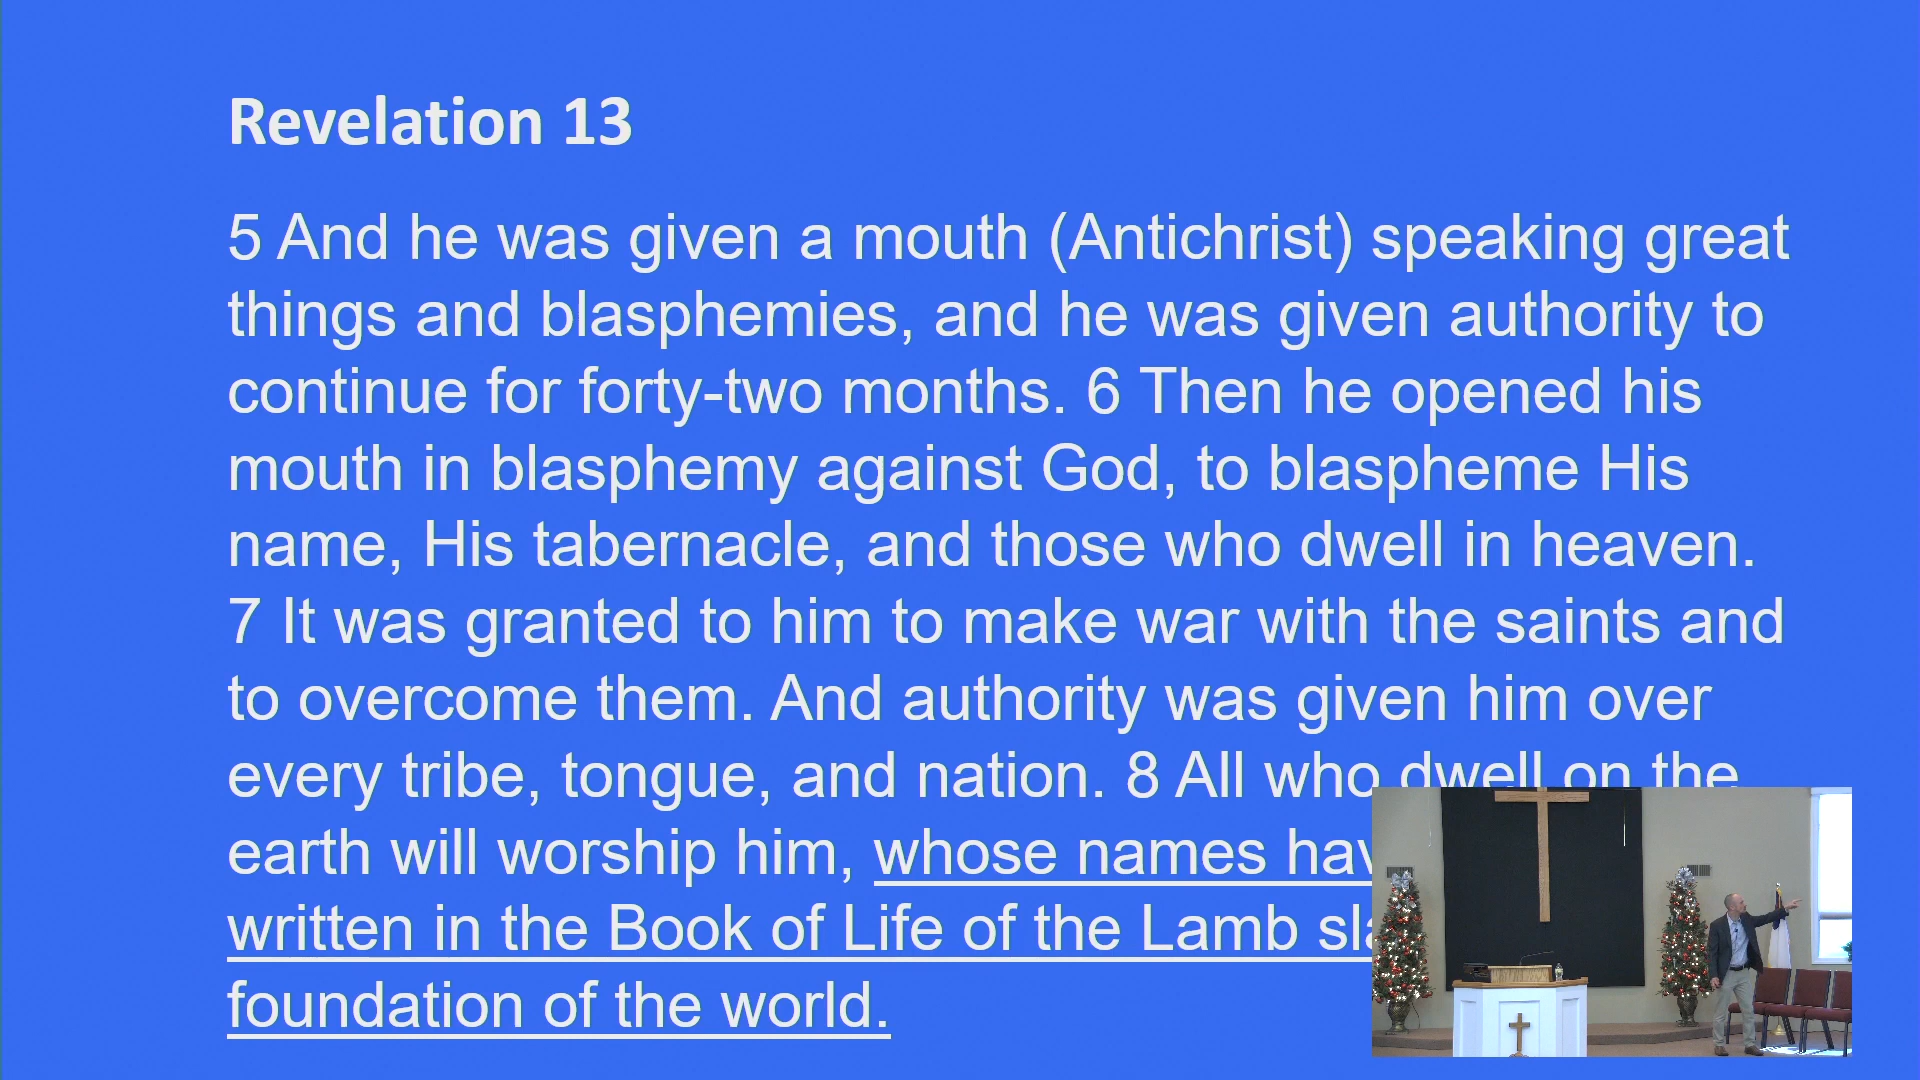 Revelation 13
5 And he was given a mouth (Antichrist) speaking great
things and blasphemies, and he was given authority to
continue for forty-two months. 6 Then he opened his
mouth in blasphemy against God, to blaspheme His
name, His tabernacle, and those who dwell in heaven.
7 It was granted to him to make war with the saints and
to overcome them. And authority was given him over
every tribe, tongue, and nation. 8 All who dwell on the
earth will worship him, whose names
written in the Book of Life of the Lamb
foundation of the world.